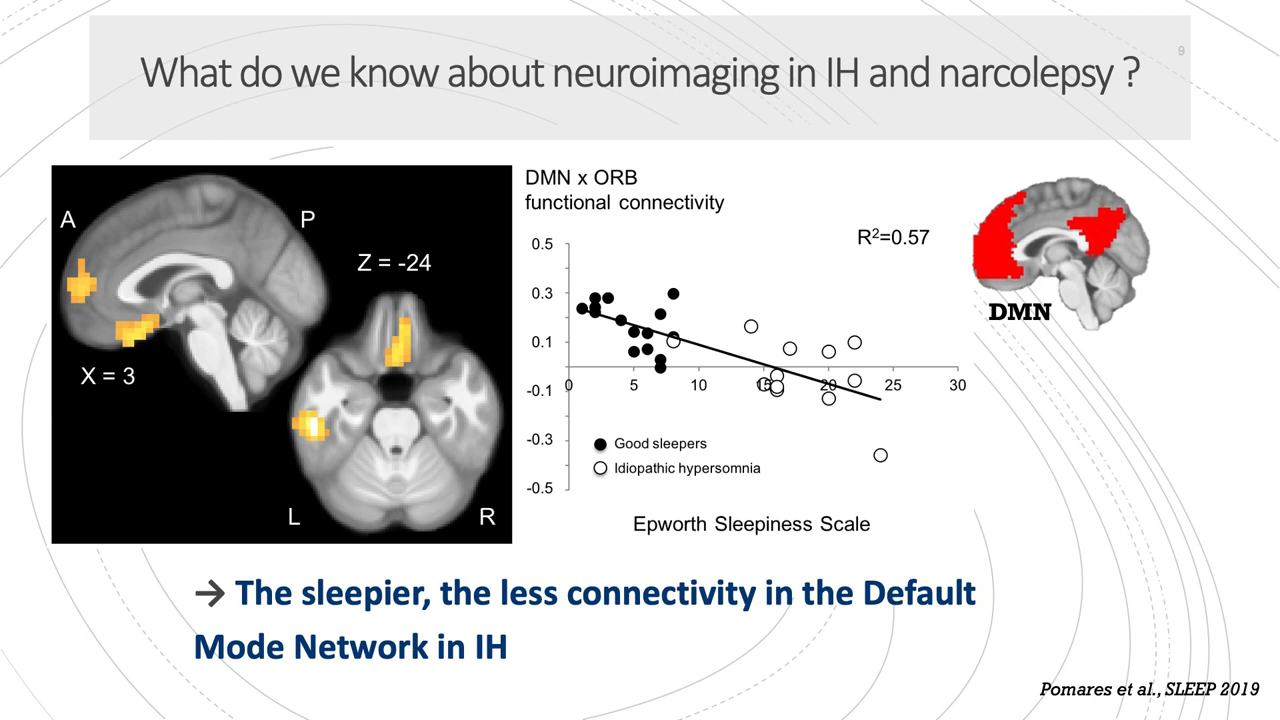 What do we know about neuroimaging in IH and narcolepsy ?
9
A
P
Z = -24
X = 3
L
R
DMN x ORB
functional connectivity
R²=0.57
0.5
0.3
0.1
-0.1
-0.3
-0.5
0
5
10
15
20
25
30
Good sleepers
Idiopathic hypersomnia
Epworth Sleepiness Scale
DMN
→ The sleepier, the less connectivity in the Default
Mode Network in IH
Pomares et al., SLEEP 2019